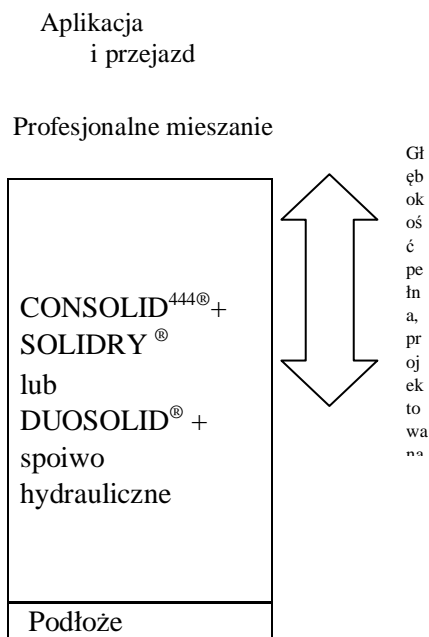 Aplikacja
i przejazd
Profesjonalne mieszanie
CONSOLID444®+
SOLIDRY ®
lub
DUOSOLID® +
spoiwo
hydrauliczne
Podłoże
Gł
ęb
ok
oś
ć
pe
łn
a,
pr
oj
ek
to
wa
na